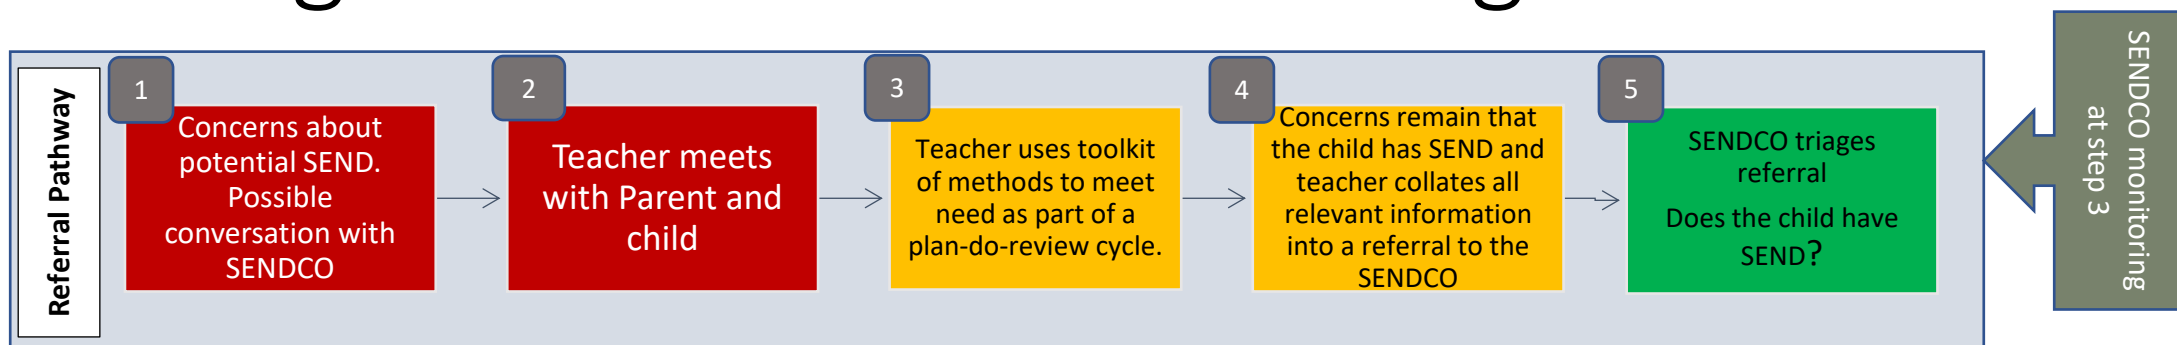 Referral Pathway
1
Concerns about
potential SEND.
Possible
conversation with
SENDCO
2
Teacher meets
with Parent and
child
3
Teacher uses toolkit
of methods to meet
need as part of a
plan-do-review cycle.
4
Concerns remain that
the child has SEND and
teacher collates all
relevant information
into a referral to the
SENDCO
5
SENDCO triages
referral
Does the child have
SEND?
SENDCO monitoring
at step 3